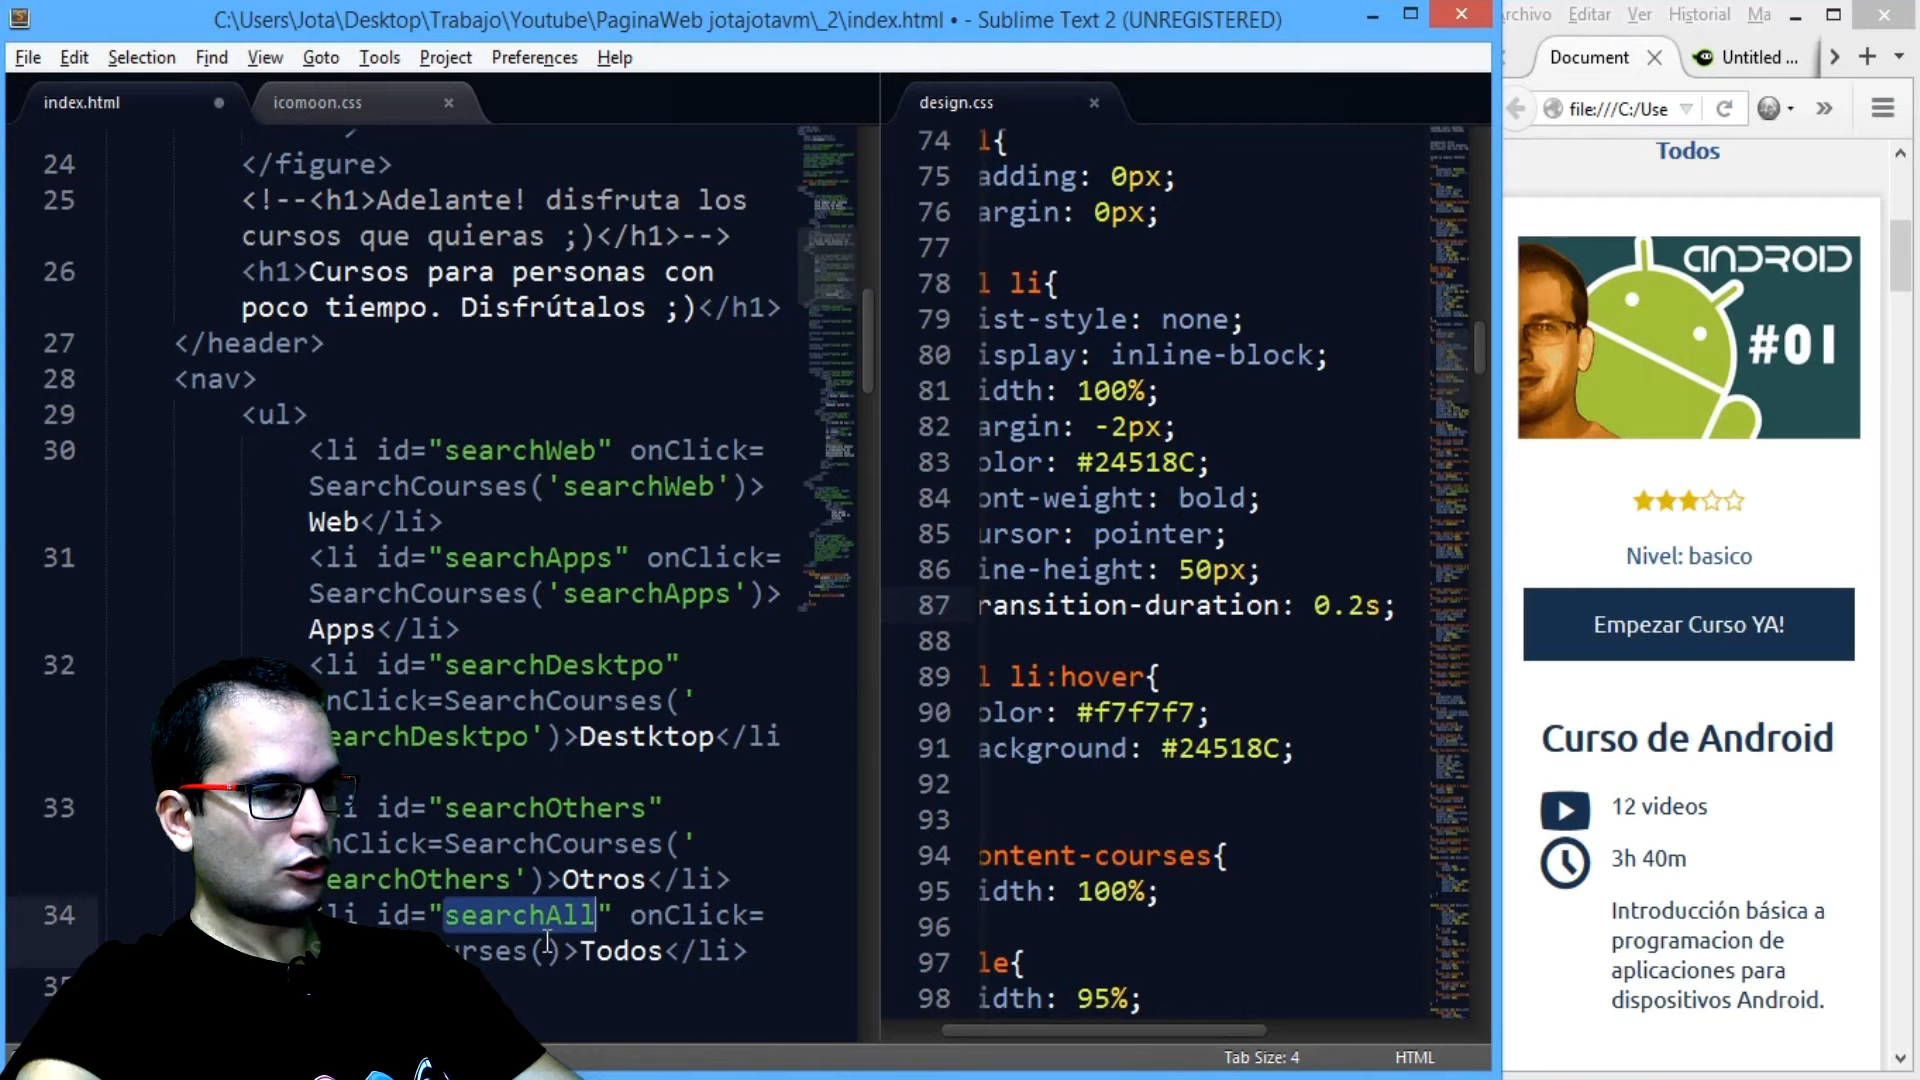 C:\Users\Jota\Desktop\Trabajo\Youtube\PaginaWeb jotajotavm\_2\index.html • - Sublime Text 2 (UNREGISTERED)
File Edit Selection Find View Goto Tools Project Preferences Help
index.html
icomoon.css
24 </figure>
25 <!--<h1>Adelante! disfruta los
cursos que quieras ;)</h1>-->
26 <h1>Cursos para personas con
poco tiempo. Disfrútalos ;)</h1>
27 </header>
28 <nav>
29 <ul>
30 <li id="searchWeb" onClick=
SearchCourses('searchWeb')>
Web</li>
31 <li id="searchApps" onClick=
SearchCourses('searchApps')>
Apps</li>
32 <li id="searchDesktpo"
onClick=SearchCourses('
earchDesktpo')>Destktop</li
33 li id="searchOthers"
nClick=SearchCourses('
earchOthers')>Otros</li>
34 li id="searchAll" onClick=
urses()>Todos</li>
35
design.css
74 l{
75 adding: 0px;
76 argin: 0px;
77
78 l li{
79 ist-style: none;
80 isplay: inline-block;
81 idth: 100%;
82 argin: -2px;
83 olor: #24518C;
84 ont-weight: bold;
85 ursor: pointer;
86 ine-height: 50px;
87 ransition-duration: 0.2s;
88
89 l li:hover{
90 olor: #f7f7f7;
91 ackground: #24518C;
92
93
94 ontent-courses{
95 idth: 100%;
96
97 le{
98 idth: 95%;
Tab Size: 4
HTML
rchivo Editar Ver Historial Ma
Document
Untitled ...
file:///C:/Use
Todos
ANDROID
#01
Nivel: basico
Empezar Curso YA!
Curso de Android
12 videos
3h 40m
Introducción básica a
programacion de
aplicaciones para
dispositivos Android.